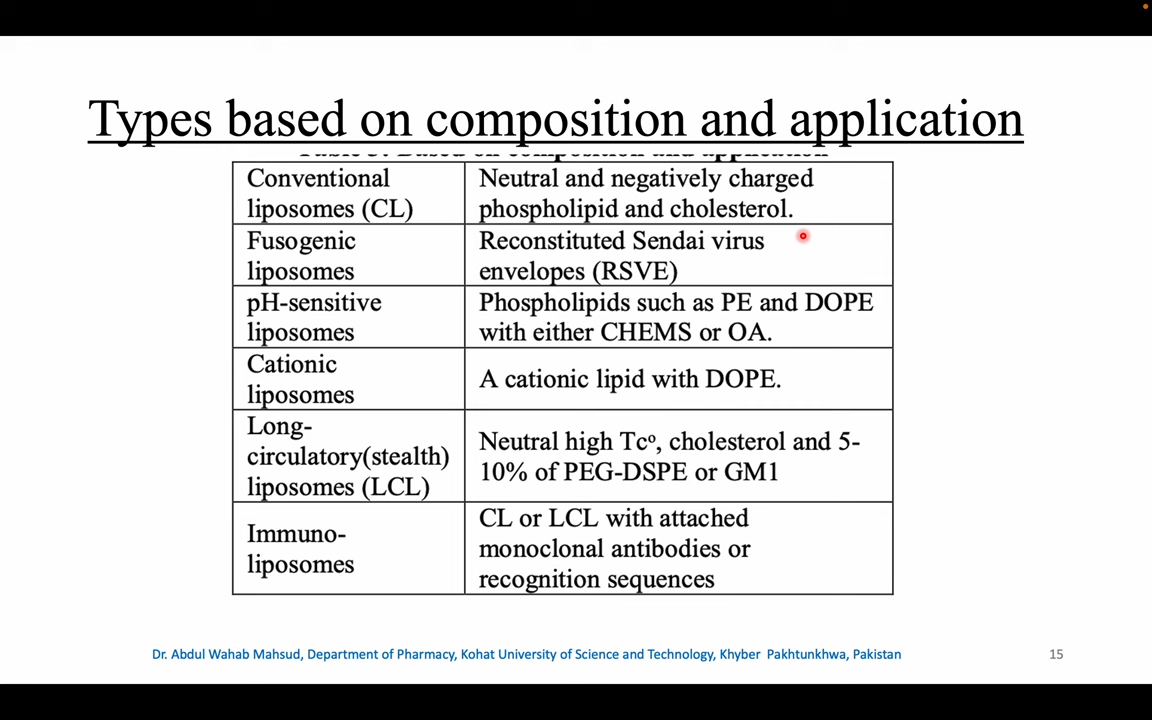 Types based on composition and application
Conventional
liposomes (CL)
Neutral and negatively charged
phospholipid and cholesterol.
Fusogenic
liposomes
Reconstituted Sendai virus
envelopes (RSVE)
pH-sensitive
liposomes
Phospholipids such as PE and DOPE
with either CHEMS or OA.
Cationic
liposomes
A cationic lipid with DOPE.
Long-
circulatory(stealth)
liposomes (LCL)
Neutral high Tcº, cholesterol and 5-
10% of PEG-DSPE or GM1
Immuno-
liposomes
CL or LCL with attached
monoclonal antibodies or
recognition sequences
Dr. Abdul Wahab Mahsud, Department of Pharmacy, Kohat University of Science and Technology, Khyber Pakhtunkhwa, Pakistan
15